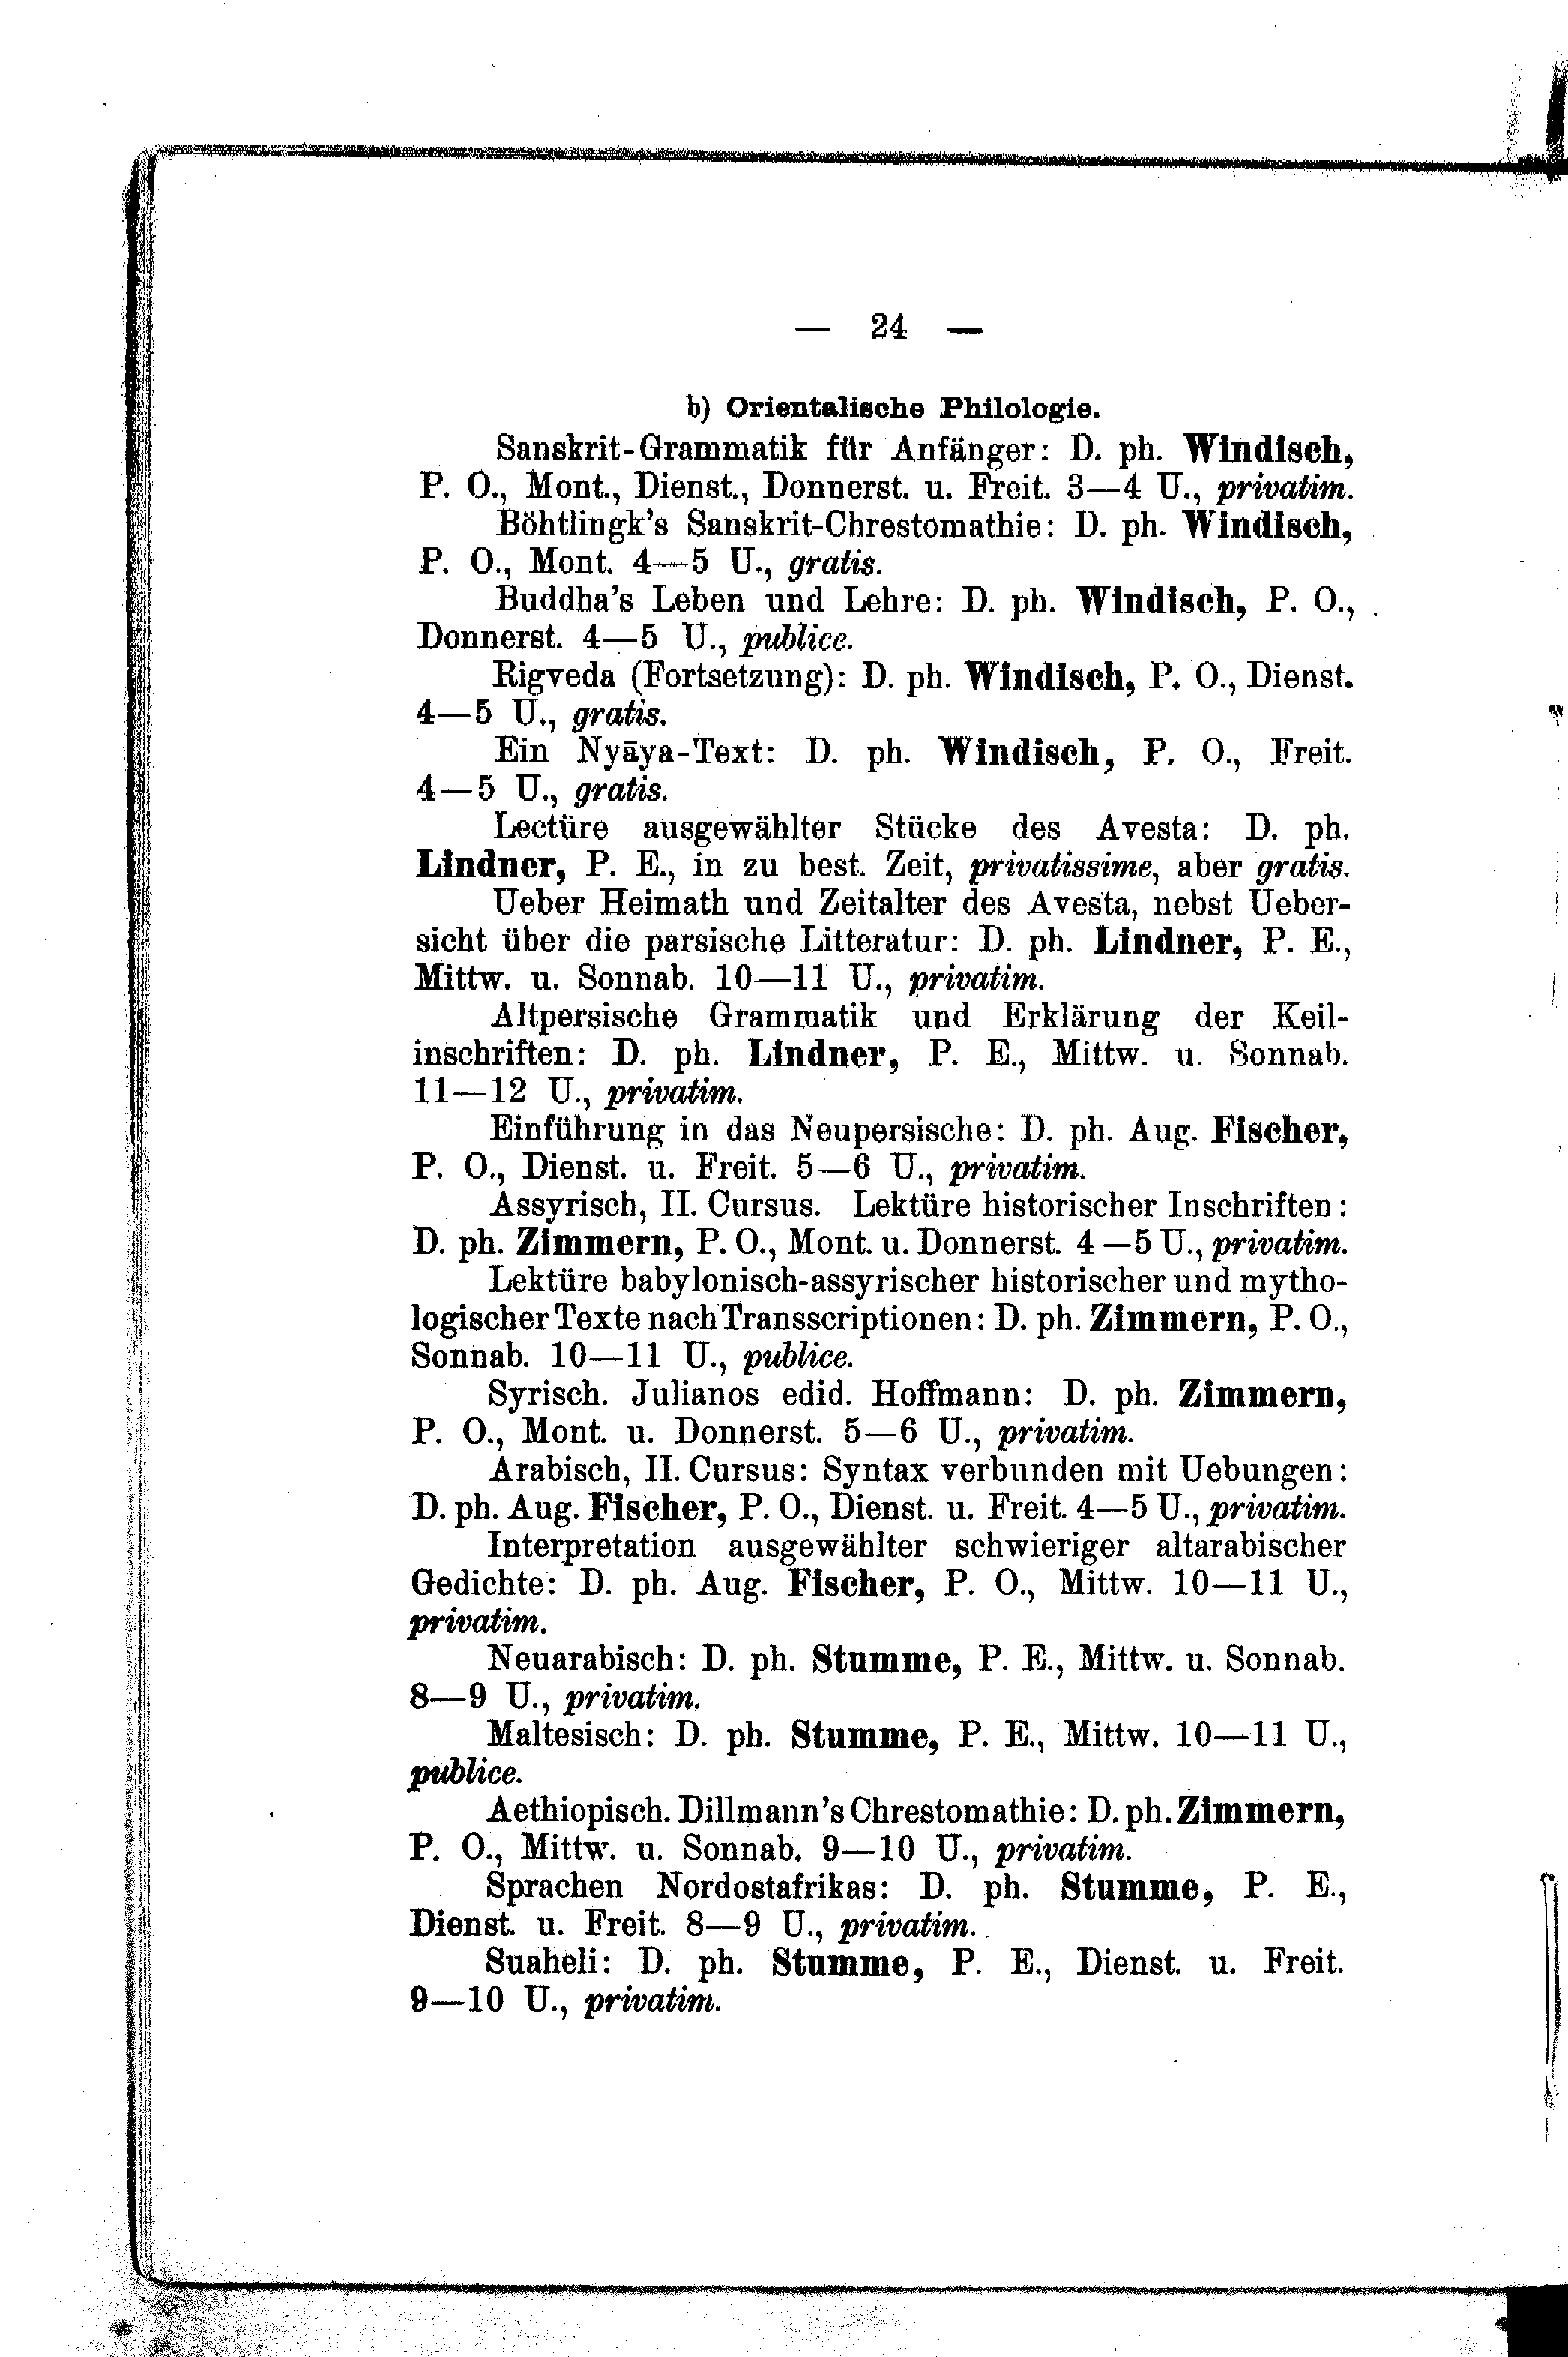 — 24 —
b) Orientalische Philologie.
Sanskrit-Grammatik für Anfänger: D. ph. Windisch,
P. O., Mont., Dienst., Donnerst. u. Freit. 3—4 U., privatim.
Böhtlingk's Sanskrit-Chrestomathie: D. ph. Windisch,
P. O., Mont. 4—5 U., gratis.
Buddha's Leben und Lehre: D. ph. Windisch, P. O.,
Donnerst. 4—5 U., publice.
Rigveda (Fortsetzung): D. ph. Windisch, P. O., Dienst.
4—5 U., gratis.
Ein Nyāya-Text: D. ph. Windisch, P. O., Freit.
4—5 U., gratis.
Lectüre ausgewählter Stücke des Avesta: D. ph.
Lindner, P. E., in zu best. Zeit, privatissime, aber gratis.
Ueber Heimath und Zeitalter des Avesta, nebst Ueber-
sicht über die parsische Litteratur: D. ph. Lindner, P. E.,
Mittw. u. Sonnab. 10—11 U., privatim.
Altpersische Grammatik und Erklärung der Keil-
inschriften: D. ph. Lindner, P. E., Mittw. u. Sonnab.
11—12 U., privatim.
Einführung in das Neupersische: D. ph. Aug. Fischer,
P. O., Dienst. u. Freit. 5—6 U., privatim.
Assyrisch, II. Cursus. Lektüre historischer Inschriften:
D. ph. Zimmern, P. O., Mont. u. Donnerst. 4—5 U., privatim.
Lektüre babylonisch-assyrischer historischer und mytho-
logischer Texte nach Transscriptionen: D. ph. Zimmern, P. O.,
Sonnab. 10—11 U., publice.
Syrisch. Julianos edid. Hoffmann: D. ph. Zimmern,
P. O., Mont. u. Donnerst. 5—6 U., privatim.
Arabisch, II. Cursus: Syntax verbunden mit Uebungen:
D. ph. Aug. Fischer, P. O., Dienst. u. Freit. 4—5 U., privatim.
Interpretation ausgewählter schwieriger altarabischer
Gedichte: D. ph. Aug. Fischer, P. O., Mittw. 10—11 U.,
privatim.
Neuarabisch: D. ph. Stumme, P. E., Mittw. u. Sonnab.
8—9 U., privatim.
Maltesisch: D. ph. Stumme, P. E., Mittw. 10—11 U.,
publice.
Aethiopisch. Dillmann's Chrestomathie: D. ph. Zimmern,
P. O., Mittw. u. Sonnab. 9—10 U., privatim.
Sprachen Nordostafrikas: D. ph. Stumme, P. E.,
Dienst. u. Freit. 8—9 U., privatim.
Suaheli: D. ph. Stumme, P. E., Dienst. u. Freit.
9—10 U., privatim.